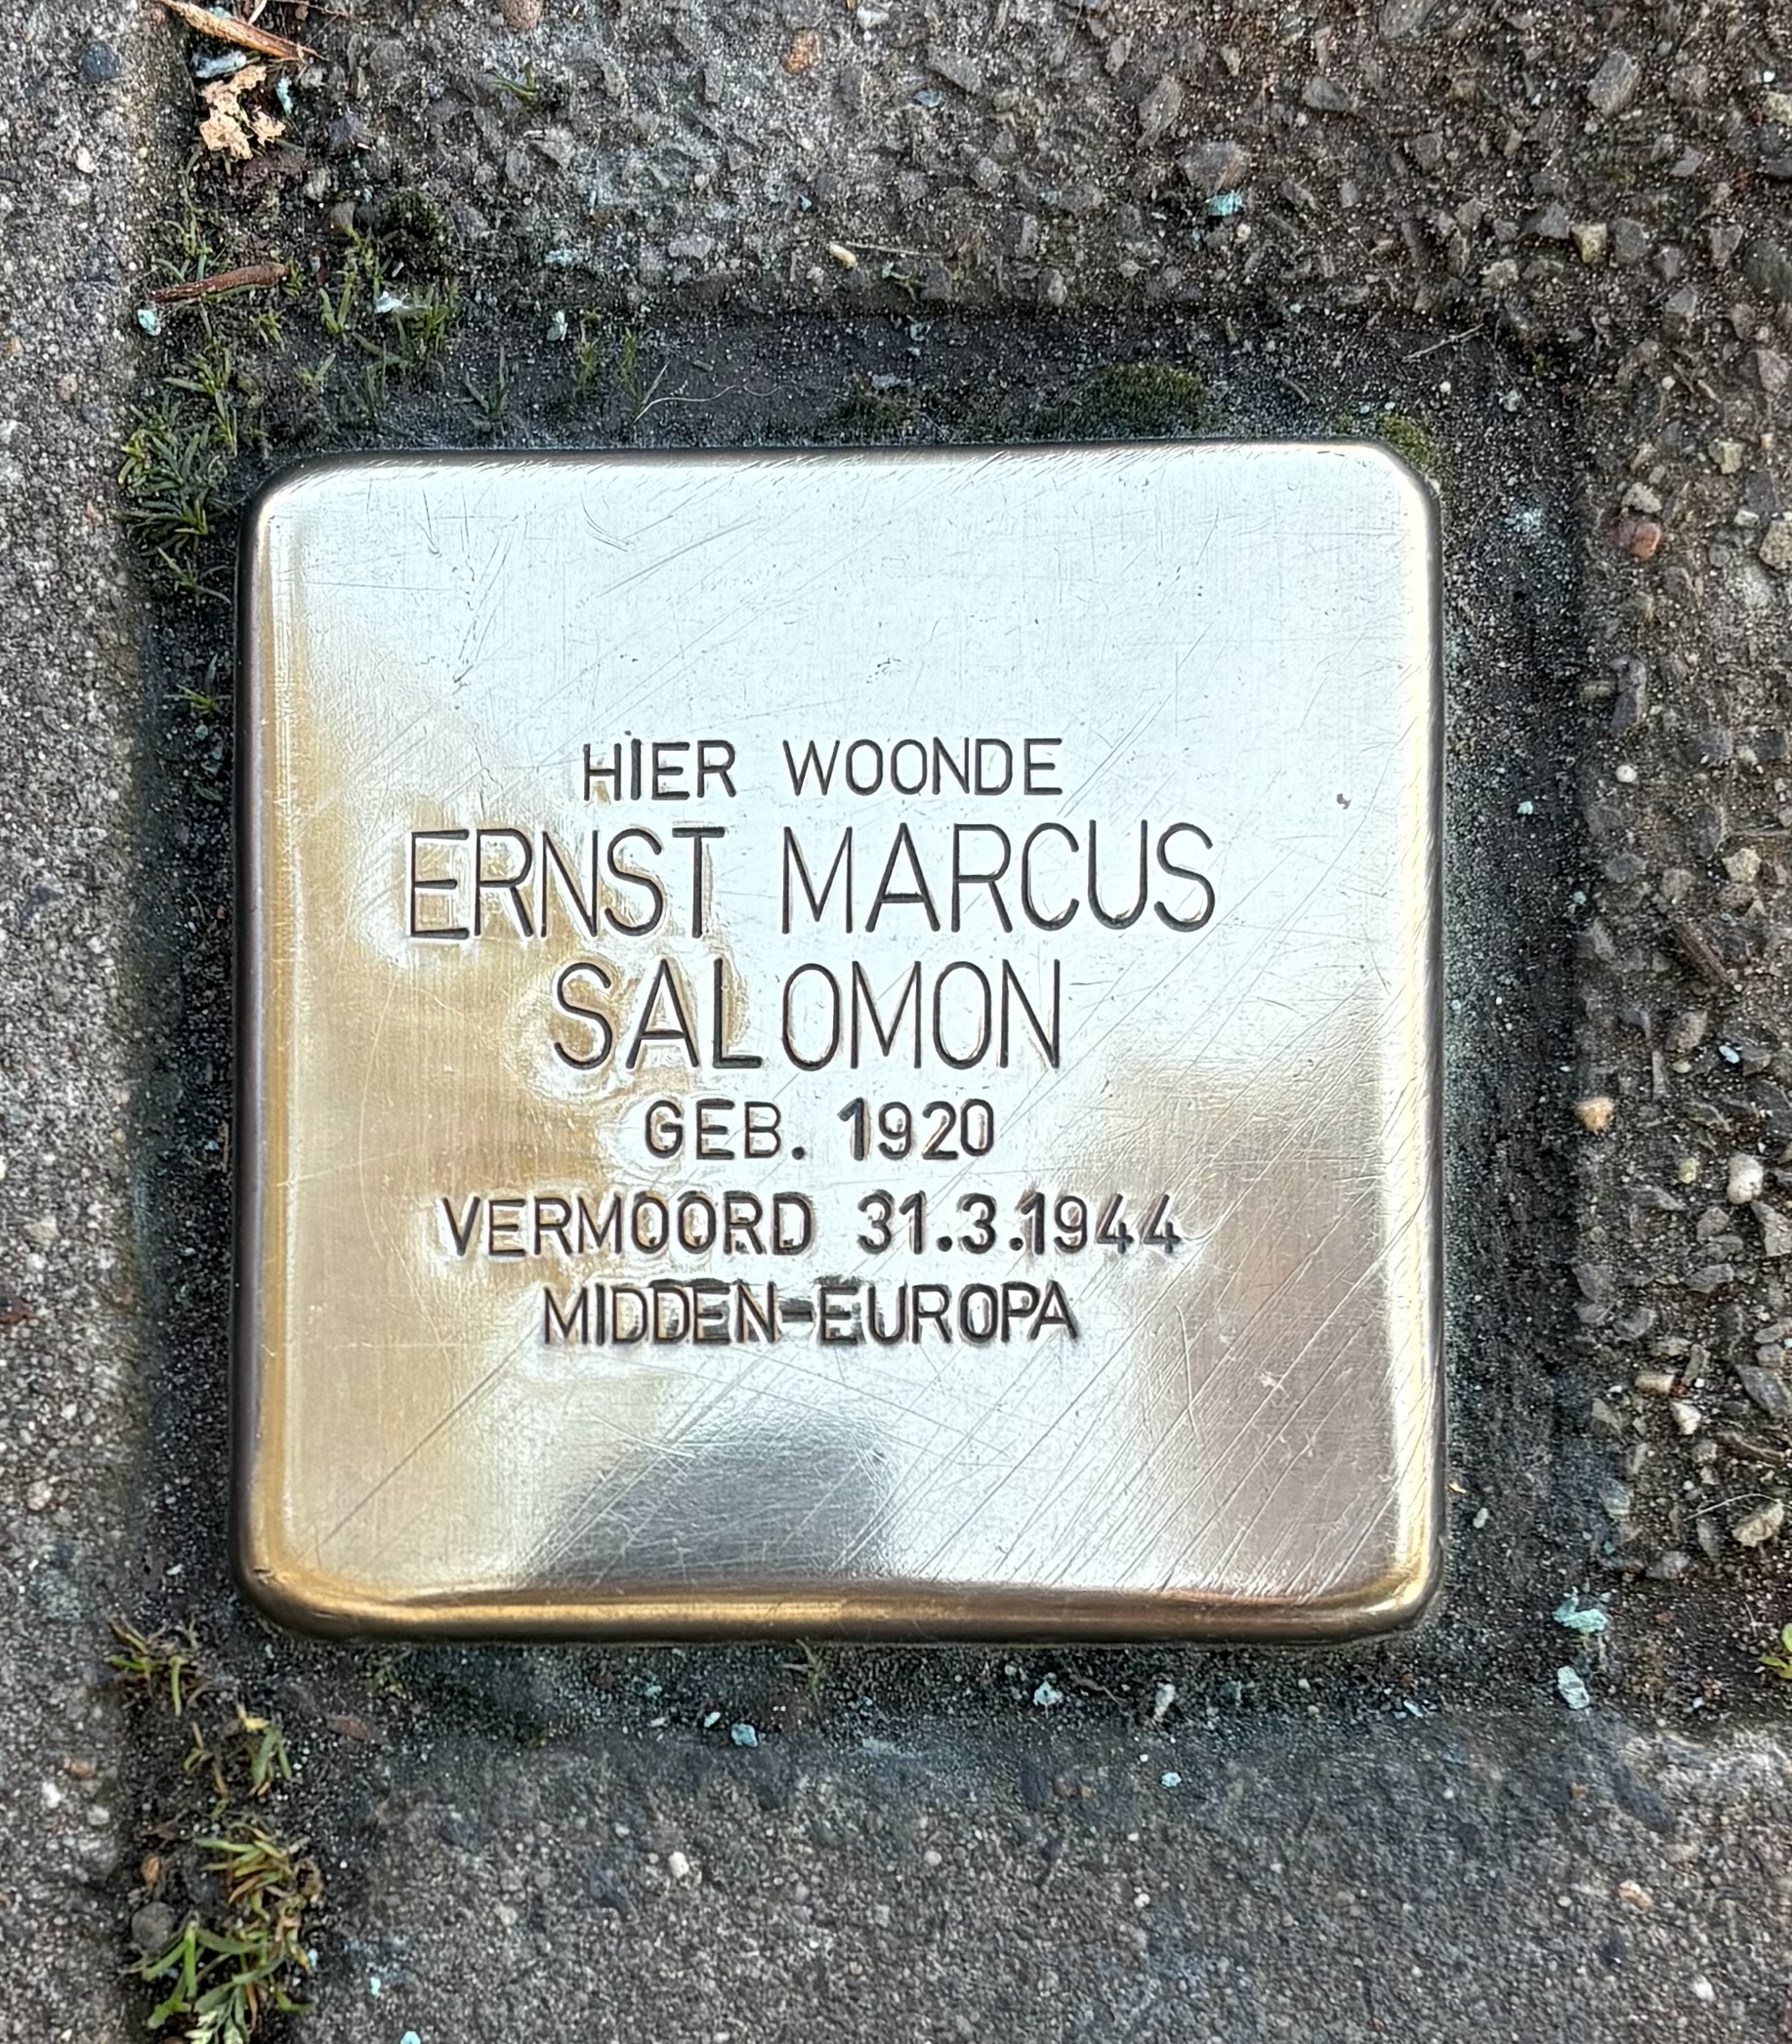 HIER WOONDE
ERNST MARCUS
SALOMON
GEB. 1920
VERMOORD 31.3.1944
MIDDEN-EUROPA